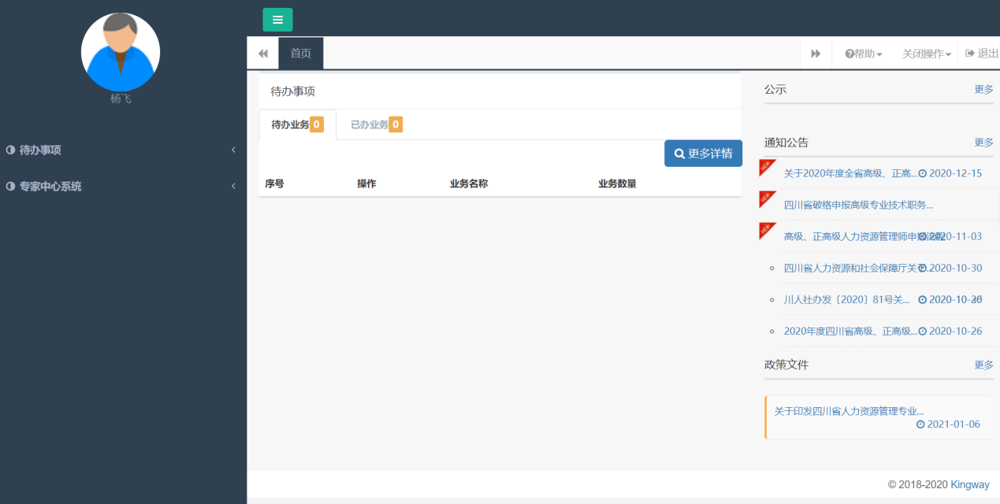 杨飞
待办事项
专家中心系统
首页
帮助
关闭操作
退出
待办事项
待办业务 0
已办业务 0
更多详情
序号 操作 业务名称 业务数量
公示 更多
通知公告 更多
NEW
关于2020年度全省高级、正高... 2020-12-15
NEW
四川省破格申报高级专业技术职务...
NEW
高级、正高级人力资源管理师申报流程 2020-11-03
四川省人力资源和社会保障厅关于... 2020-10-30
川人社办发〔2020〕81号关... 2020-10-
2020年度四川省高级、正高级... 2020-10-26
政策文件 更多
关于印发四川省人力资源管理专业...
2021-01-06
© 2018-2020 Kingway